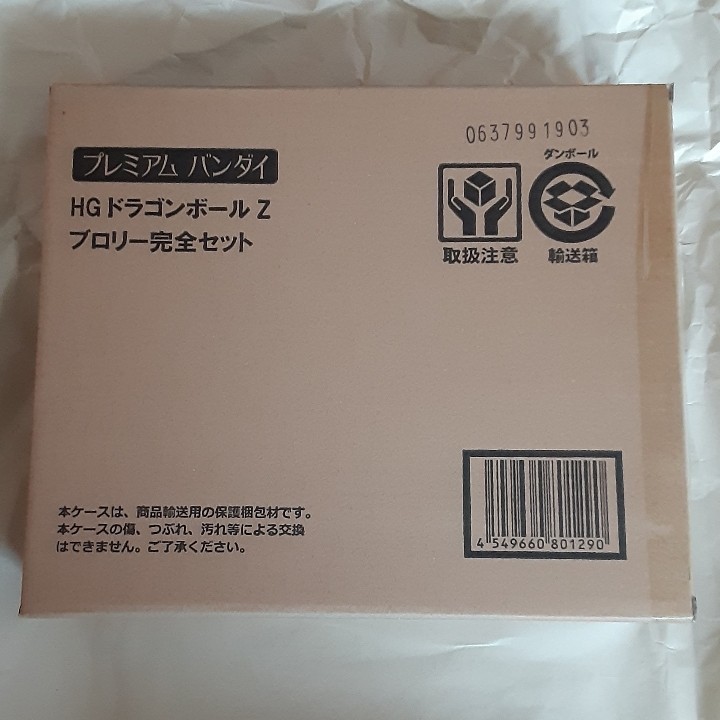 0637991903
プレミアム バンダイ
HGドラゴンボールZ
ブロリー完全セット
ダンボール
取扱注意
輸送箱
本ケースは、商品輸送用の保護梱包材です。
本ケースの傷、つぶれ、汚れ等による交換
はできません。ご了承ください。
4 549660 801290